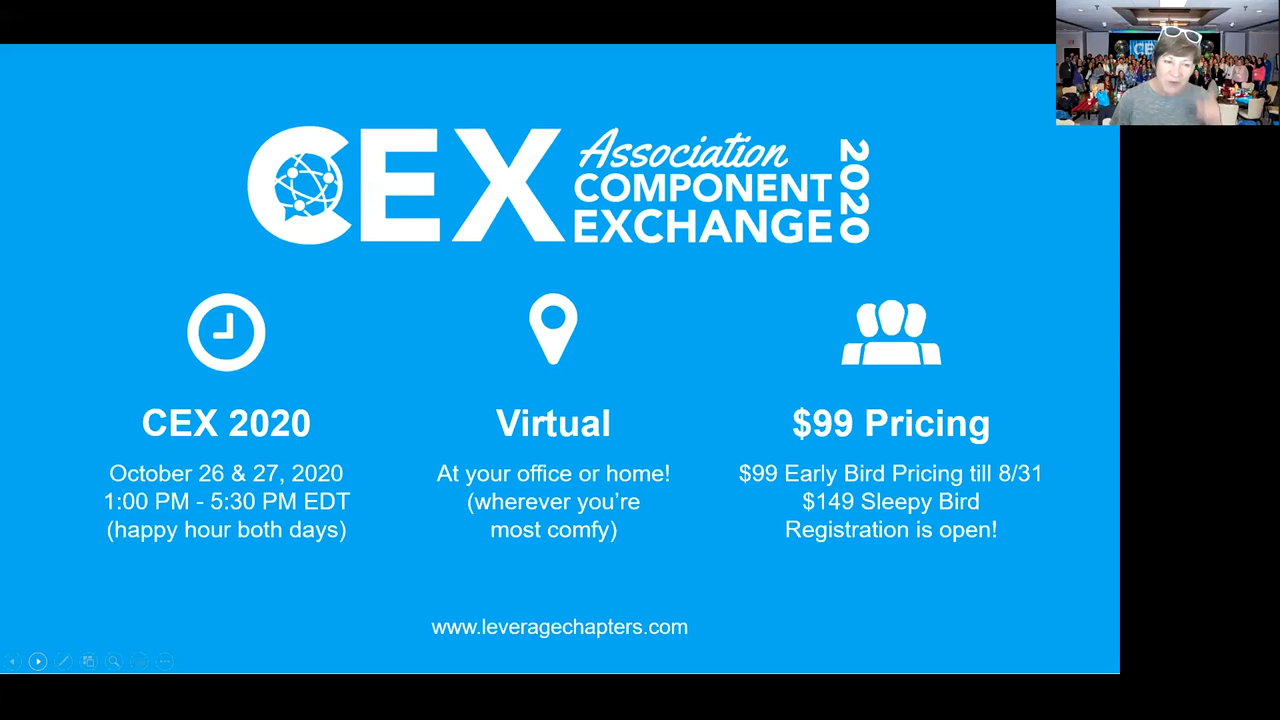 CEX Association
COMPONENT
EXCHANGE
2020
CEX 2020
October 26 & 27, 2020
1:00 PM - 5:30 PM EDT
(happy hour both days)
Virtual
At your office or home!
(wherever you’re
most comfy)
$99 Pricing
$99 Early Bird Pricing till 8/31
$149 Sleepy Bird
Registration is open!
www.leveragechapters.com